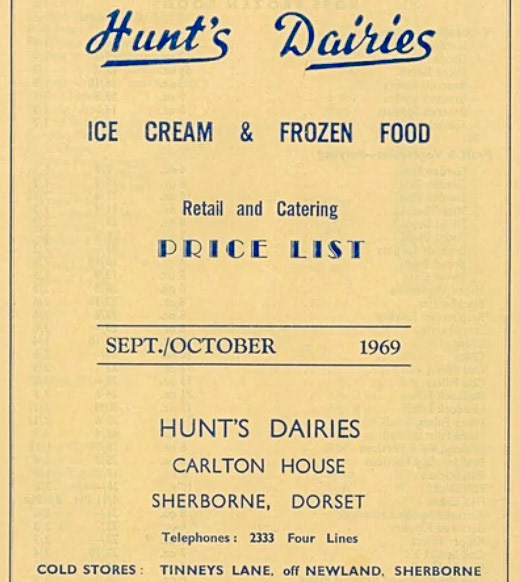 Hunt's Dairies
ICE CREAM & FROZEN FOOD
Retail and Catering
PRICE LIST
SEPT./OCTOBER 1969
HUNT'S DAIRIES
CARLTON HOUSE
SHERBORNE, DORSET
Telephones: 2333 Four Lines
COLD STORES: TINNEYS LANE, off NEWLAND, SHERBORNE